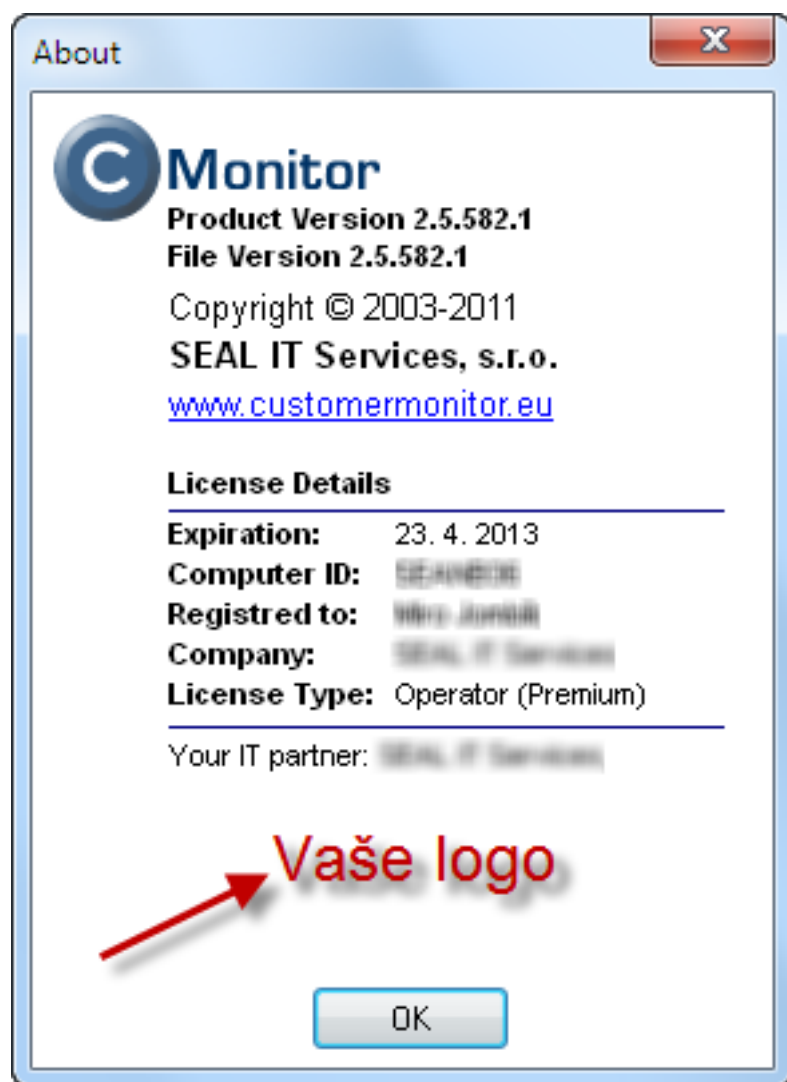 About
C Monitor
Product Version 2.5.582.1
File Version 2.5.582.1
Copyright © 2003-2011
SEAL IT Services, s.r.o.
www.customermonitor.eu
License Details
Expiration: 23. 4. 2013
Computer ID:
Registred to:
Company:
License Type: Operator (Premium)
Your IT partner:
Vaše logo
OK